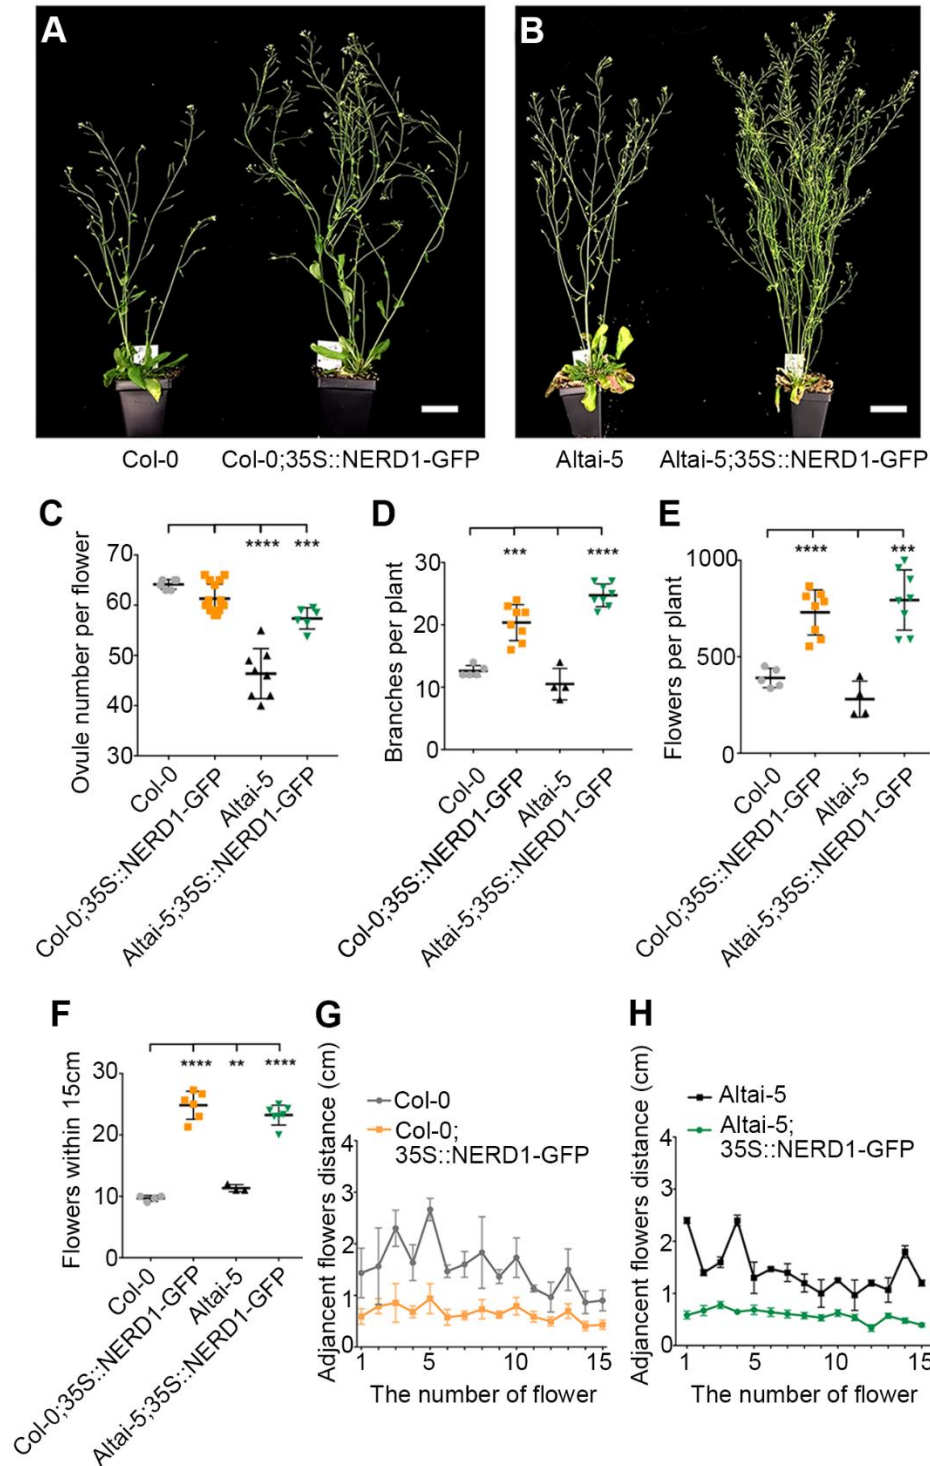 A
B
Col-0 Col-0;35S::NERD1-GFP
Altai-5 Altai-5;35S::NERD1-GFP
C
Ovule number per flower
70
60
50
40
30
**** ***
Col-0
Col-0;35S::NERD1-GFP
Altai-5
Altai-5;35S::NERD1-GFP
D
Branches per plant
30
20
10
0
*** ****
Col-0
Col-0;35S::NERD1-GFP
Altai-5
Altai-5;35S::NERD1-GFP
E
Flowers per plant
1000
500
0
**** ***
Col-0
Col-0;35S::NERD1-GFP
Altai-5
Altai-5;35S::NERD1-GFP
F
Flowers within 15cm
30
20
10
0
**** ** ****
Col-0
Col-0;35S::NERD1-GFP
Altai-5
Altai-5;35S::NERD1-GFP
G
Adjancent flowers distance (cm)
Col-0
Col-0;
35S::NERD1-GFP
4
3
2
1
0
1 5 10 15
The number of flower
H
Adjancent flowers distance (cm)
Altai-5
Altai-5;
35S::NERD1-GFP
4
3
2
1
0
1 5 10 15
The number of flower